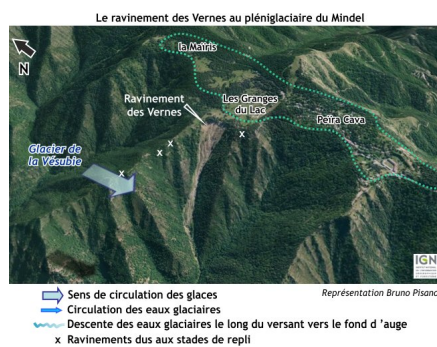 Le ravinement des Vernes au pléniglaciaire du Mindel
N
la Maïris
Ravinement
des Vernes
Les Granges
du Lac
Peïra Cava
x
x
x
x
Glacier de
la Vésubie
IGN
Représentation Bruno Pisano
Sens de circulation des glaces
Circulation des eaux glaciaires
Descente des eaux glaciaires le long du versant vers le fond d 'auge
x Ravinements dus aux stades de repli